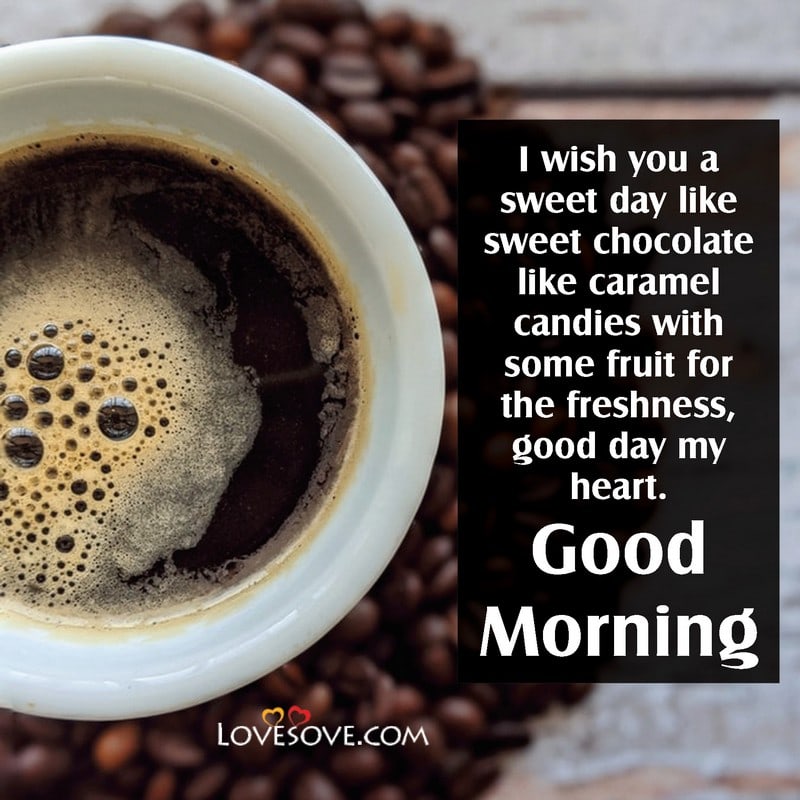 I wish you a
sweet day like
sweet chocolate
like caramel
candies with
some fruit for
the freshness,
good day my
heart.
Good
Morning
LOVESOVE.COM